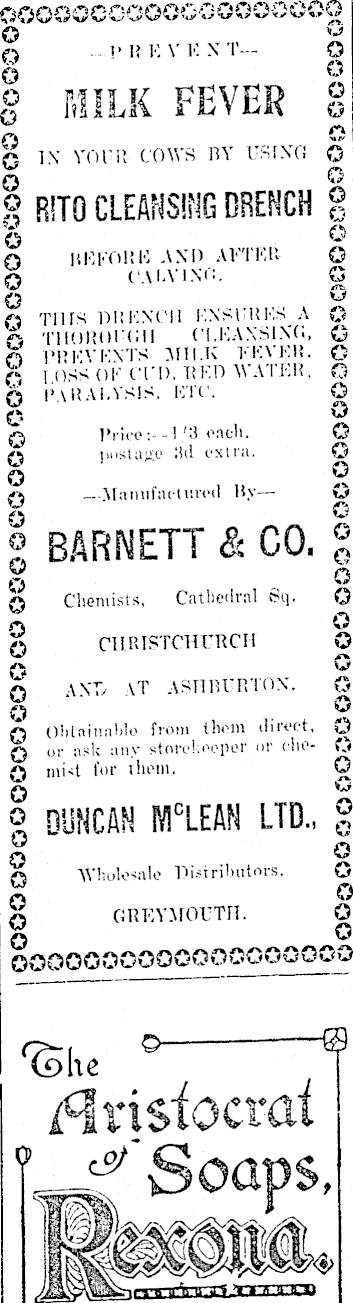 —PREVENT—
MILK FEVER
IN YOUR COWS BY USING
RITO CLEANSING DRENCH
BEFORE AND AFTER
CALVING.
THIS DRENCH ENSURES A
THOROUGH CLEANSING,
PREVENTS MILK FEVER,
LOSS OF CUD, RED WATER,
PARALYSIS, ETC.
Price:--1/3 each,
postage 3d extra.
—Manufactured By—
BARNETT & CO.
Chemists, Cathedral Sq.
CHRISTCHURCH
AND AT ASHBURTON.
Obtainable from them direct,
or ask any storekeeper or che-
mist for them.
DUNCAN McLEAN LTD.,
Wholesale Distributors.
GREYMOUTH.
The
Aristocrat
of Soaps,
Rexona.